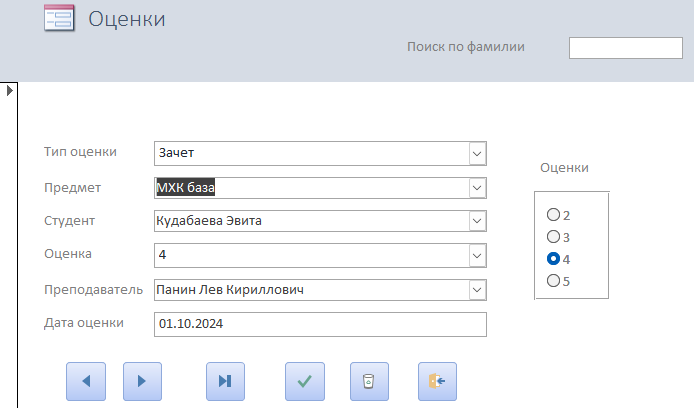 Оценки
Поиск по фамилии
Тип оценки Зачет
Оценки
Предмет МХК база
2
Студент Кудабаева Эвита
3
Оценка 4
4
Преподаватель Панин Лев Кириллович
5
Дата оценки 01.10.2024